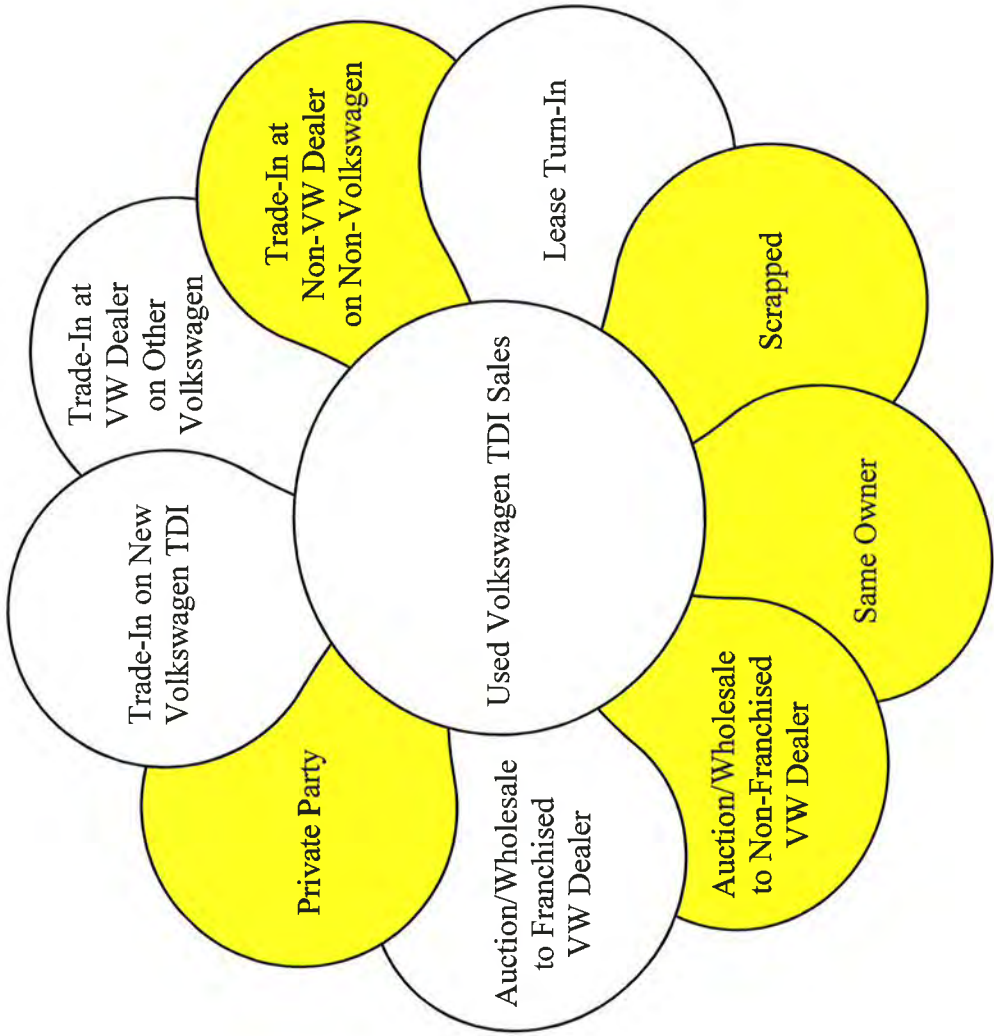 Trade-In on New
Volkswagen TDI
Trade-In at
VW Dealer
on Other
Volkswagen
Trade-In at
Non-VW Dealer
on Non-Volkswagen
Lease Turn-In
Scrapped
Same Owner
Auction/Wholesale
to Non-Franchised
VW Dealer
Auction/Wholesale
to Franchised
VW Dealer
Private Party
Used Volkswagen TDI Sales